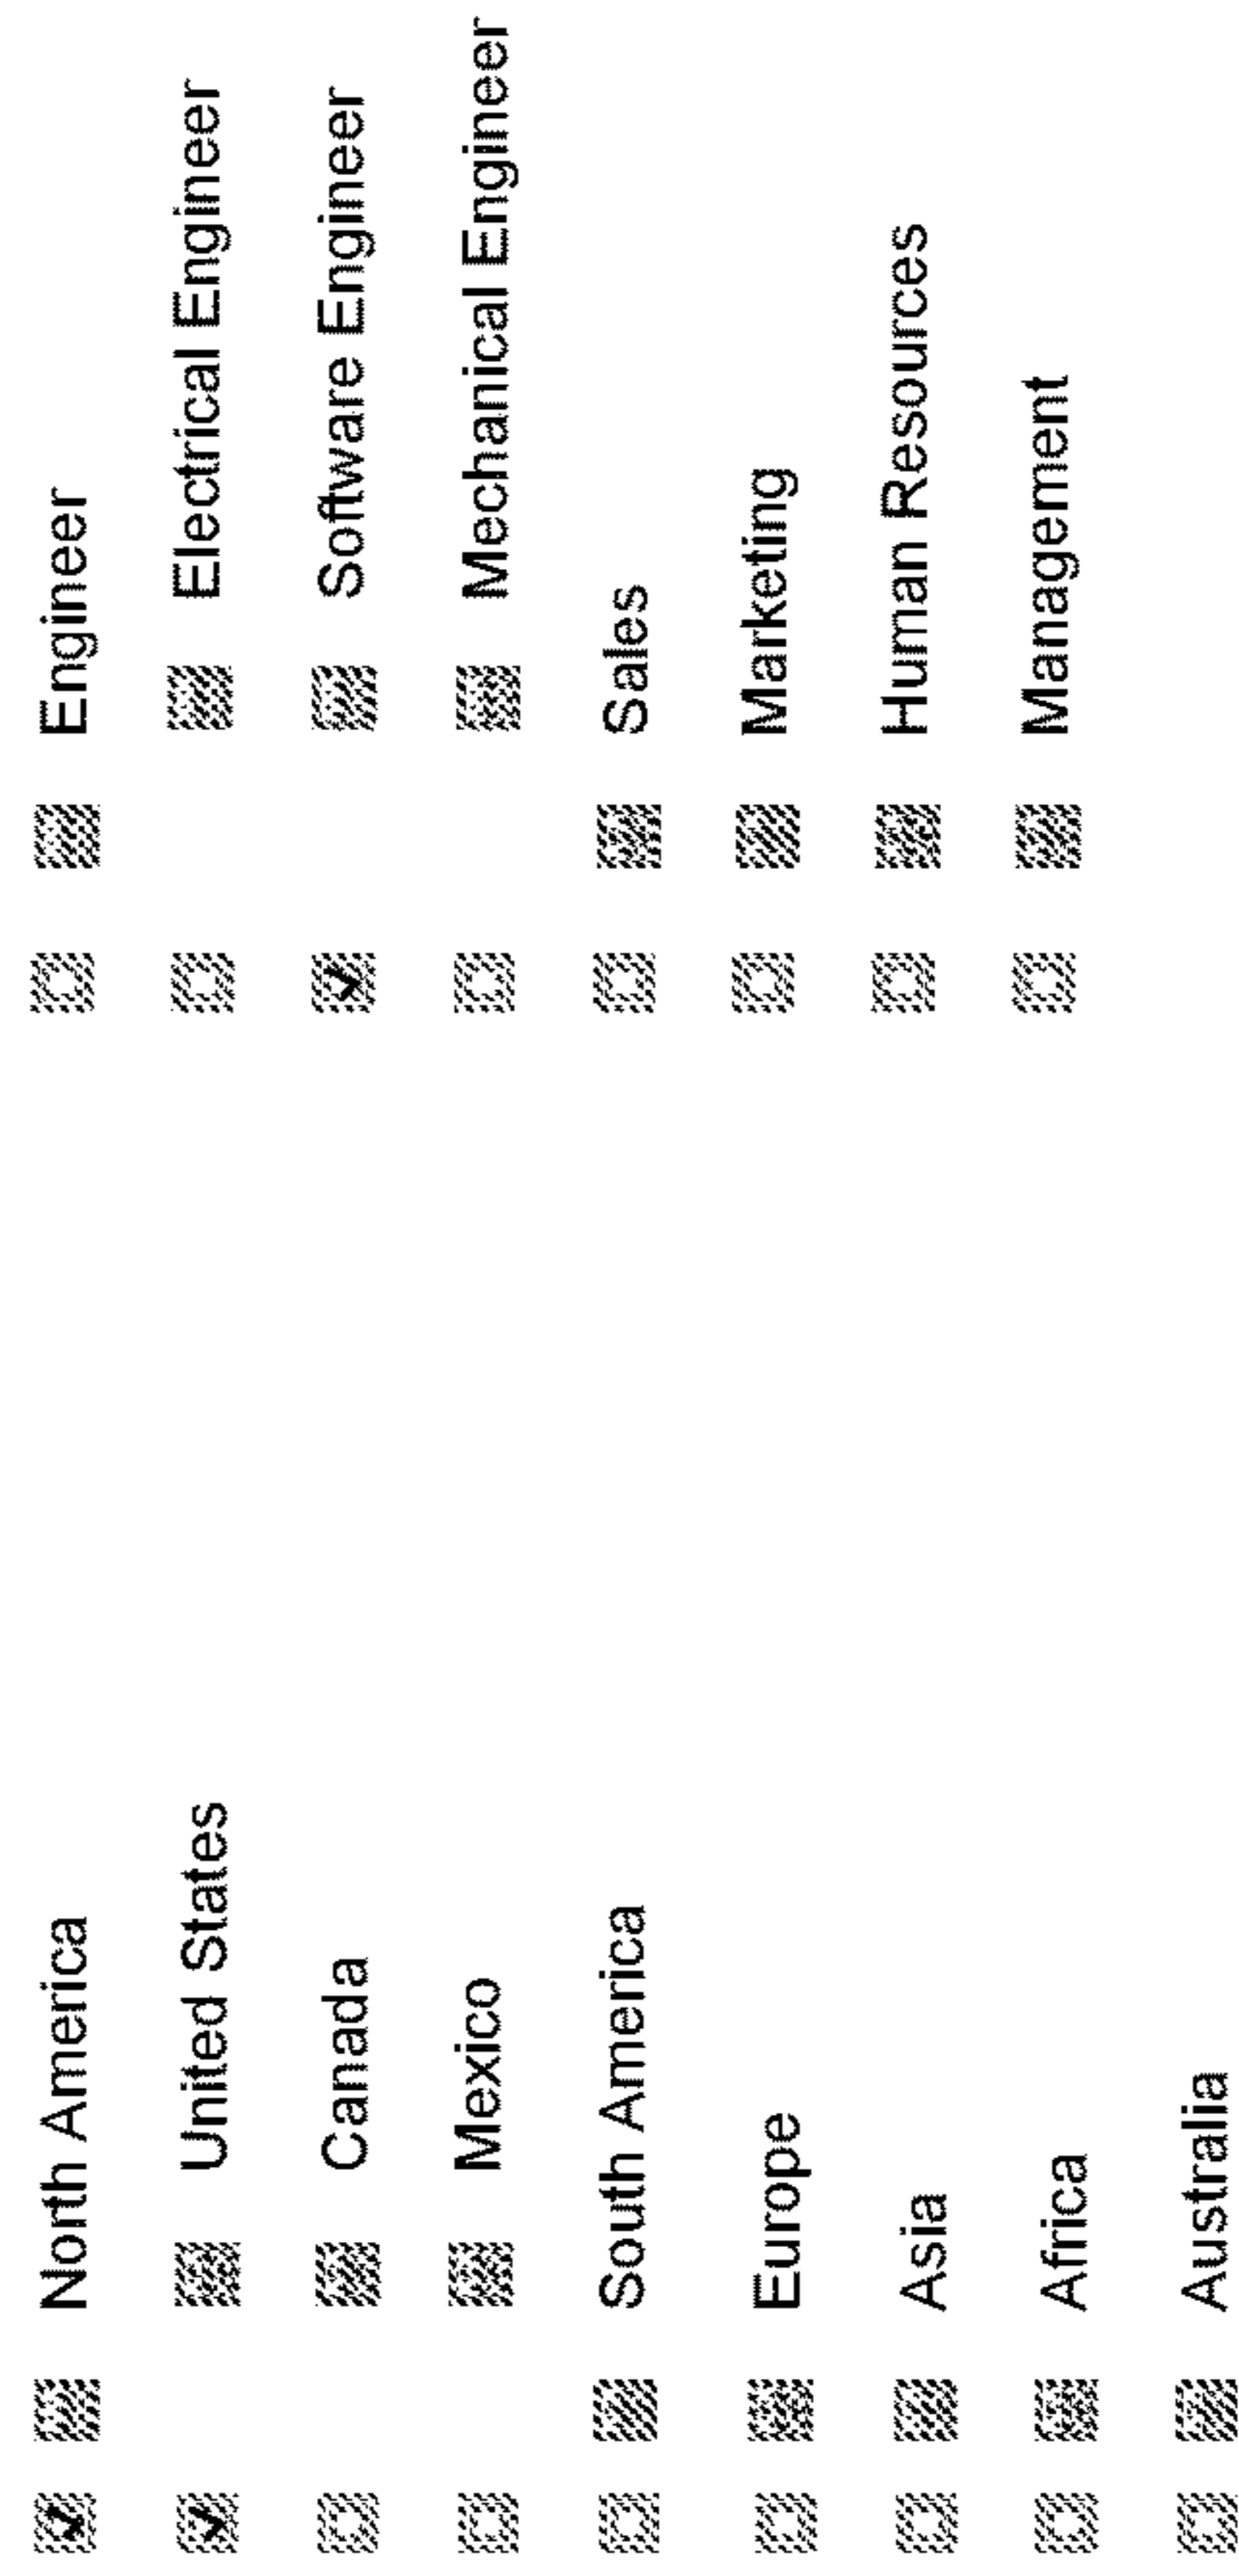 North America
United States
Canada
Mexico
South America
Europe
Asia
Africa
Australia
Engineer
Electrical Engineer
Software Engineer
Mechanical Engineer
Sales
Marketing
Human Resources
Management